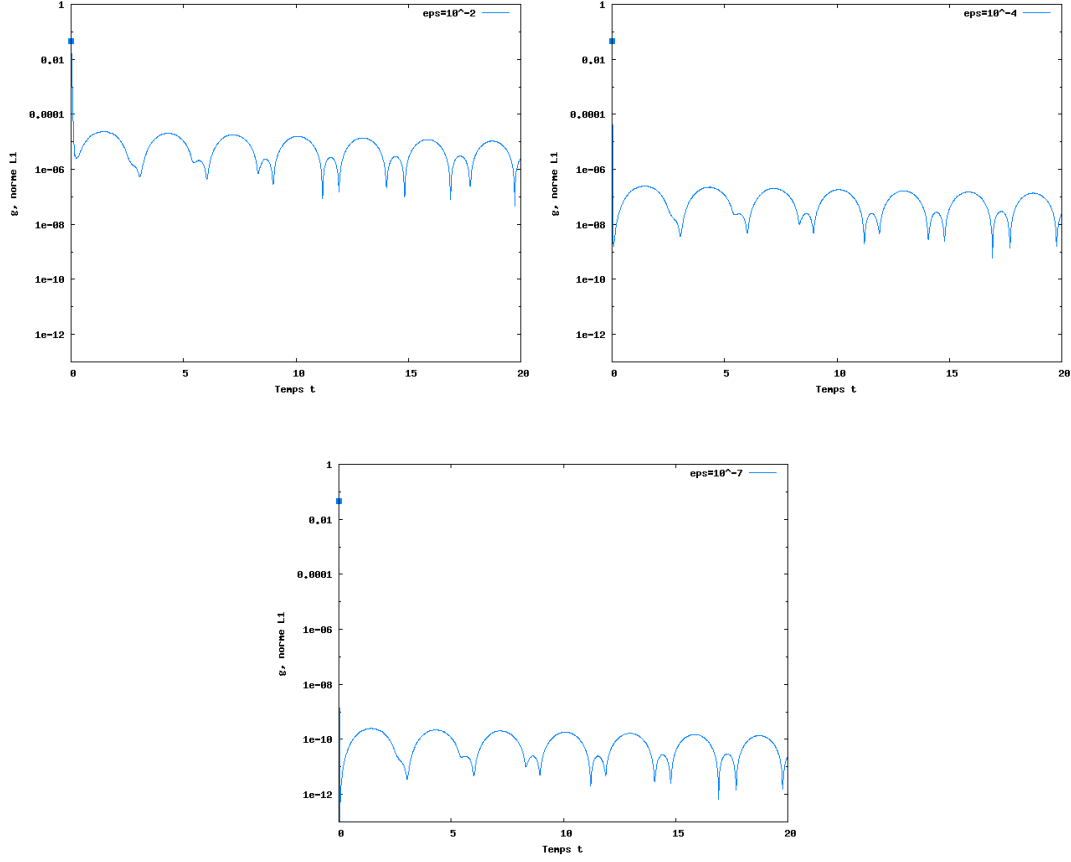 eps=10^-2
1
0.01
0.0001
1e-06
1e-08
1e-10
1e-12
g, norme L1
0 5 10 15 20
Temps t
eps=10^-4
1
0.01
0.0001
1e-06
1e-08
1e-10
1e-12
g, norme L1
0 5 10 15 20
Temps t
eps=10^-7
1
0.01
0.0001
1e-06
1e-08
1e-10
1e-12
g, norme L1
0 5 10 15 20
Temps t